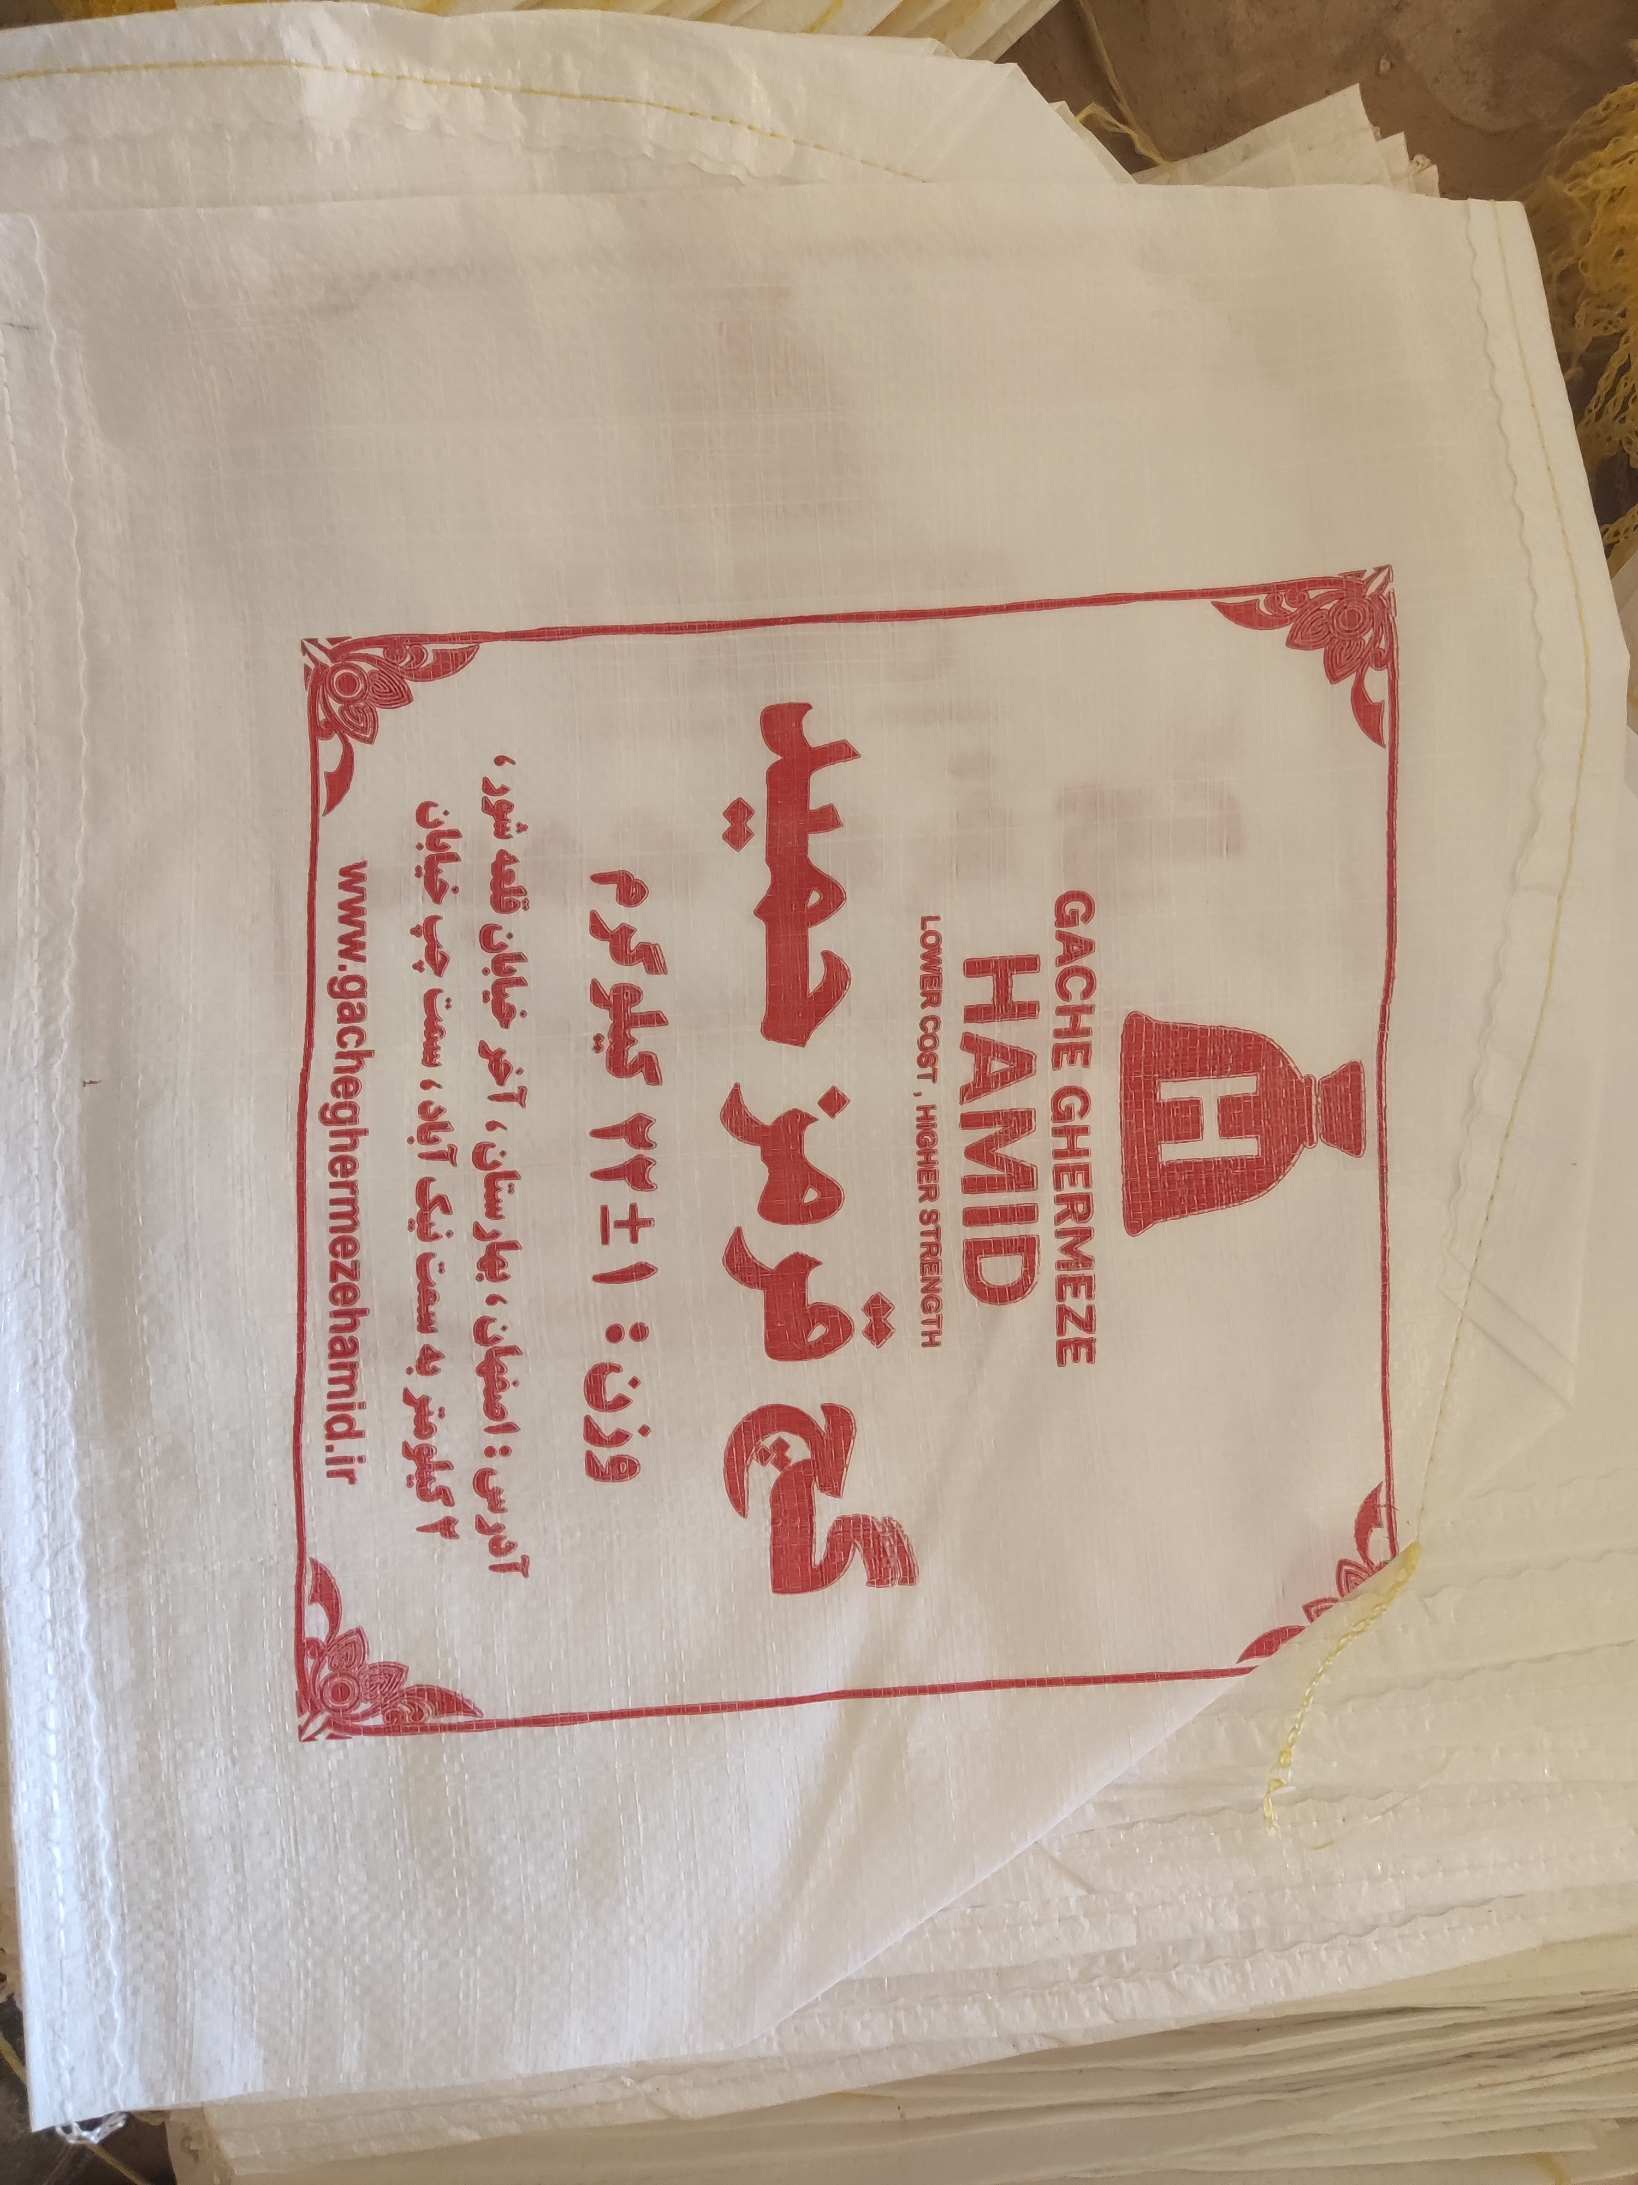 H
GACHE GHERMEZE
HAMID
LOWER COST , HIGHER STRENGTH
گچ قرمز حمید
وزن : ۱ ± ۲۲ کیلوگرم
آدرس : اصفهان ، بهارستان ، آخر خیابان قلعه شور ،
۲ کیلومتر به سمت نیک آباد ، سمت چپ خیابان
www.gacheghermezehamid.ir